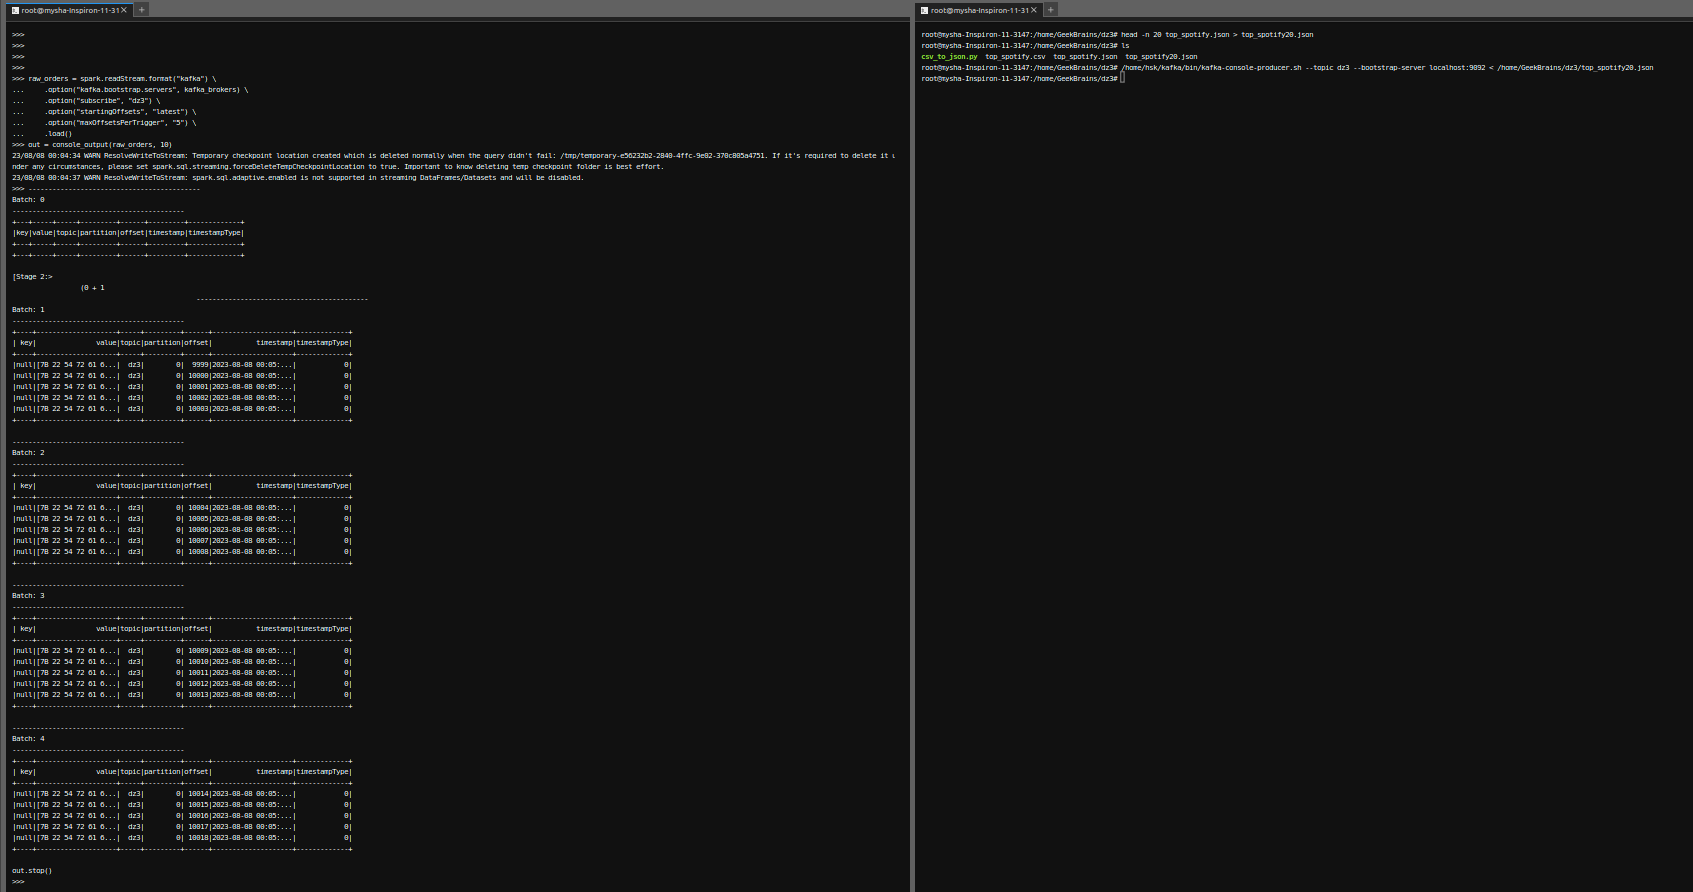 root@mysha-Inspiron-11-31
>>>
>>>
>>>
>>>
>>> raw_orders = spark.readStream.format("kafka") \
...     .option("kafka.bootstrap.servers", kafka_brokers) \
...     .option("subscribe", "dz3") \
...     .option("startingOffsets", "latest") \
...     .option("maxOffsetsPerTrigger", "5") \
...     .load()
>>> out = console_output(raw_orders, 10)
23/08/08 00:04:34 WARN ResolveWriteToStream: Temporary checkpoint location created which is deleted normally when the query didn't fail: /tmp/temporary-e56232b2-2840-4ffc-9e02-370c805a4751. If it's required to delete it u
nder any circumstances, please set spark.sql.streaming.forceDeleteTempCheckpointLocation to true. Important to know deleting temp checkpoint folder is best effort.
23/08/08 00:04:37 WARN ResolveWriteToStream: spark.sql.adaptive.enabled is not supported in streaming DataFrames/Datasets and will be disabled.
>>> -------------------------------------------
Batch: 0
-------------------------------------------
+---+-----+-----+---------+------+---------+-------------+
|key|value|topic|partition|offset|timestamp|timestampType|
+---+-----+-----+---------+------+---------+-------------+
+---+-----+-----+---------+------+---------+-------------+
[Stage 2:>
(0 + 1
-------------------------------------------
Batch: 1
-------------------------------------------
+----+--------------------+-----+---------+------+--------------------+-------------+
| key|               value|topic|partition|offset|           timestamp|timestampType|
+----+--------------------+-----+---------+------+--------------------+-------------+
|null|[7B 22 54 72 61 6...|  dz3|        0|  9999|2023-08-08 00:05:...|            0|
|null|[7B 22 54 72 61 6...|  dz3|        0| 10000|2023-08-08 00:05:...|            0|
|null|[7B 22 54 72 61 6...|  dz3|        0| 10001|2023-08-08 00:05:...|            0|
|null|[7B 22 54 72 61 6...|  dz3|        0| 10002|2023-08-08 00:05:...|            0|
|null|[7B 22 54 72 61 6...|  dz3|        0| 10003|2023-08-08 00:05:...|            0|
+----+--------------------+-----+---------+------+--------------------+-------------+
-------------------------------------------
Batch: 2
-------------------------------------------
+----+--------------------+-----+---------+------+--------------------+-------------+
| key|               value|topic|partition|offset|           timestamp|timestampType|
+----+--------------------+-----+---------+------+--------------------+-------------+
|null|[7B 22 54 72 61 6...|  dz3|        0| 10004|2023-08-08 00:05:...|            0|
|null|[7B 22 54 72 61 6...|  dz3|        0| 10005|2023-08-08 00:05:...|            0|
|null|[7B 22 54 72 61 6...|  dz3|        0| 10006|2023-08-08 00:05:...|            0|
|null|[7B 22 54 72 61 6...|  dz3|        0| 10007|2023-08-08 00:05:...|            0|
|null|[7B 22 54 72 61 6...|  dz3|        0| 10008|2023-08-08 00:05:...|            0|
+----+--------------------+-----+---------+------+--------------------+-------------+
-------------------------------------------
Batch: 3
-------------------------------------------
+----+--------------------+-----+---------+------+--------------------+-------------+
| key|               value|topic|partition|offset|           timestamp|timestampType|
+----+--------------------+-----+---------+------+--------------------+-------------+
|null|[7B 22 54 72 61 6...|  dz3|        0| 10009|2023-08-08 00:05:...|            0|
|null|[7B 22 54 72 61 6...|  dz3|        0| 10010|2023-08-08 00:05:...|            0|
|null|[7B 22 54 72 61 6...|  dz3|        0| 10011|2023-08-08 00:05:...|            0|
|null|[7B 22 54 72 61 6...|  dz3|        0| 10012|2023-08-08 00:05:...|            0|
|null|[7B 22 54 72 61 6...|  dz3|        0| 10013|2023-08-08 00:05:...|            0|
+----+--------------------+-----+---------+------+--------------------+-------------+
-------------------------------------------
Batch: 4
-------------------------------------------
+----+--------------------+-----+---------+------+--------------------+-------------+
| key|               value|topic|partition|offset|           timestamp|timestampType|
+----+--------------------+-----+---------+------+--------------------+-------------+
|null|[7B 22 54 72 61 6...|  dz3|        0| 10014|2023-08-08 00:05:...|            0|
|null|[7B 22 54 72 61 6...|  dz3|        0| 10015|2023-08-08 00:05:...|            0|
|null|[7B 22 54 72 61 6...|  dz3|        0| 10016|2023-08-08 00:05:...|            0|
|null|[7B 22 54 72 61 6...|  dz3|        0| 10017|2023-08-08 00:05:...|            0|
|null|[7B 22 54 72 61 6...|  dz3|        0| 10018|2023-08-08 00:05:...|            0|
+----+--------------------+-----+---------+------+--------------------+-------------+
out.stop()
>>>
root@mysha-Inspiron-11-31
root@mysha-Inspiron-11-3147:/home/GeekBrains/dz3# head -n 20 top_spotify.json > top_spotify20.json
root@mysha-Inspiron-11-3147:/home/GeekBrains/dz3# ls
csv_to_json.py  top_spotify.csv  top_spotify.json  top_spotify20.json
root@mysha-Inspiron-11-3147:/home/GeekBrains/dz3# /home/hsk/kafka/bin/kafka-console-producer.sh --topic dz3 --bootstrap-server localhost:9092 < /home/GeekBrains/dz3/top_spotify20.json
root@mysha-Inspiron-11-3147:/home/GeekBrains/dz3#